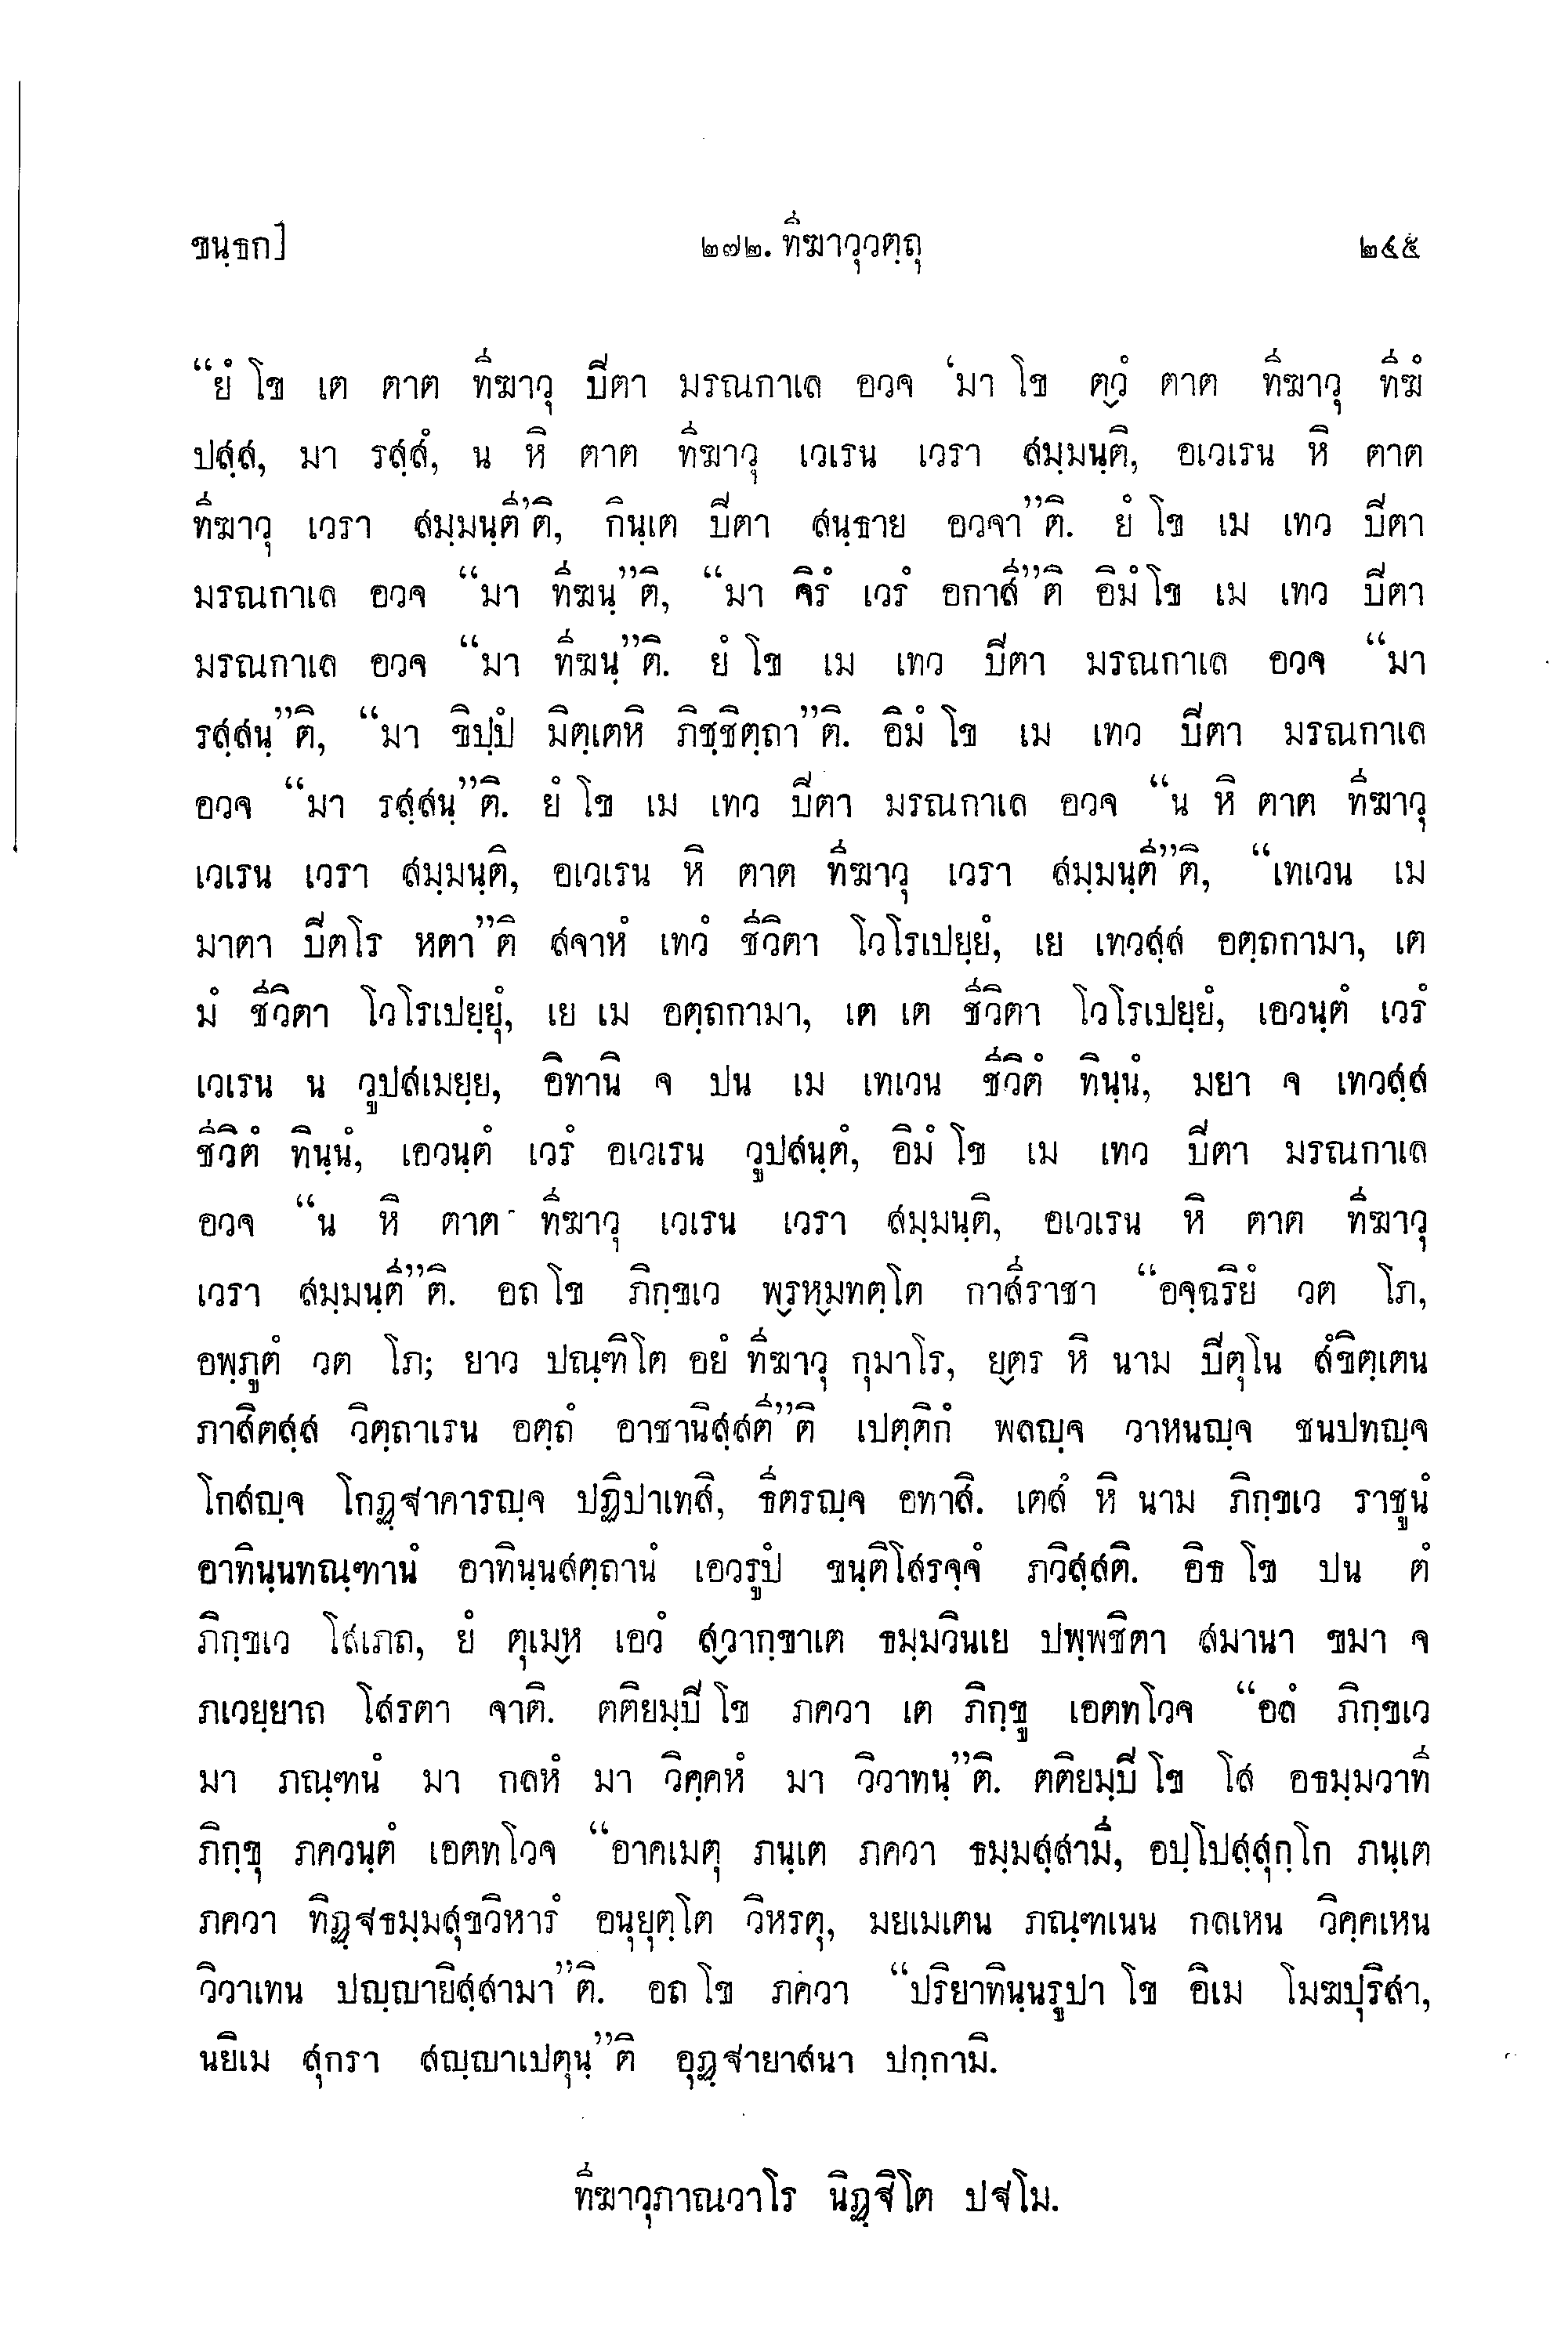 ขนฺธก] ๒๗๒. ทีฆาวุวตฺถุ ๒๔๕
“ยํ โข เต ตาต ทีฆาวุ ปีตา มรณกาเล อวจ ‘มา โข ตฺวํ ตาต ทีฆาวุ ทีฆํ
ปสฺส, มา รสฺสํ, น หิ ตาต ทีฆาวุ เวเรน เวรา สมฺมนฺติ, อเวเรน หิ ตาต
ทีฆาวุ เวรา สมฺมนฺตี’ติ, กินฺเต ปีตา สนฺธาย อวจา”ติ. ยํ โข เม เทว ปีตา
มรณกาเล อวจ “มา ทีฆนฺ”ติ, “มา จิรํ เวรํ อกาสี”ติ อิมํ โข เม เทว ปีตา
มรณกาเล อวจ “มา ทีฆนฺ”ติ. ยํ โข เม เทว ปีตา มรณกาเล อวจ “มา
รสฺสนฺ”ติ, “มา ขิปฺปํ มิตฺเตหิ ภิชฺชิตฺถา”ติ. อิมํ โข เม เทว ปีตา มรณกาเล
อวจ “มา รสฺสนฺ”ติ. ยํ โข เม เทว ปีตา มรณกาเล อวจ “น หิ ตาต ทีฆาวุ
เวเรน เวรา สมฺมนฺติ, อเวเรน หิ ตาต ทีฆาวุ เวรา สมฺมนฺตี”ติ, “เทเวน เม
มาตา ปีตโร หตา”ติ สจาหํ เทวํ ชีวิตา โวโรเปยฺยํ, เย เทวสฺส อตฺถกามา, เต
มํ ชีวิตา โวโรเปยฺยุํ, เย เม อตฺถกามา, เต เต ชีวิตา โวโรเปยฺยํ, เอวนฺตํ เวรํ
เวเรน น วูปสเมยฺย, อิทานิ จ ปน เม เทเวน ชีวิตํ ทินฺนํ, มยา จ เทวสฺส
ชีวิตํ ทินฺนํ, เอวนฺตํ เวรํ อเวเรน วูปสนฺตํ, อิมํ โข เม เทว ปีตา มรณกาเล
อวจ “น หิ ตาต ทีฆาวุ เวเรน เวรา สมฺมนฺติ, อเวเรน หิ ตาต ทีฆาวุ
เวรา สมฺมนฺตี”ติ. อถ โข ภิกฺขเว พฺรหฺมทตฺโต กาสีราชา “อจฺฉริยํ วต โภ,
อพฺภูตํ วต โภ; ยาว ปณฺฑิโต อยํ ทีฆาวุ กุมาโร, ยตฺร หิ นาม ปีตุโน สํขิตฺเตน
ภาสิตสฺส วิตฺถาเรน อตฺถํ อาชานิสฺสตี”ติ เปตฺติกํ พลญฺจ วาหนญฺจ ชนปทญฺจ
โกสญฺจ โกฏฺฐาคารญฺจ ปฏิปาเทสิ, ธีตรญฺจ อทาสิ. เตสํ หิ นาม ภิกฺขเว ราชูนํ
อาทินฺนทณฺฑานํ อาทินฺนสตฺถานํ เอวรูปํ ขนฺติโสรจฺจํ ภวิสฺสติ. อิธ โข ปน ตํ
ภิกฺขเว โสเภถ, ยํ ตุเมฺห เอวํ สฺวากฺขาเต ธมฺมวินเย ปพฺพชิตา สมานา ขมา จ
ภเวยฺยาถ โสรตา จาติ. ตติยมฺปี โข ภควา เต ภิกฺขู เอตทโวจ “อลํ ภิกฺขเว
มา ภณฺฑนํ มา กลหํ มา วิคฺคหํ มา วิวาทนฺ”ติ. ตติยมฺปี โข โส อธมฺมวาที
ภิกฺขุ ภควนฺตํ เอตทโวจ “อาคเมตุ ภนฺเต ภควา ธมฺมสฺสามี, อปฺโปสฺสุกฺโก ภนฺเต
ภควา ทิฏฺฐธมฺมสุขวิหารํ อนุยุตฺโต วิหรตุ, มยเมเตน ภณฺฑเนน กลเหน วิคฺคเหน
วิวาเทน ปญฺญายิสฺสามา”ติ. อถ โข ภควา “ปริยาทินฺนรูปา โข อิเม โมฆปุริสา,
นยิเม สุกรา สญฺญาเปตุนฺ”ติ อุฏฺฐายาสนา ปกฺกามิ.
ทีฆาวุภาณวาโร นิฏฺฐิโต ปฐโม.